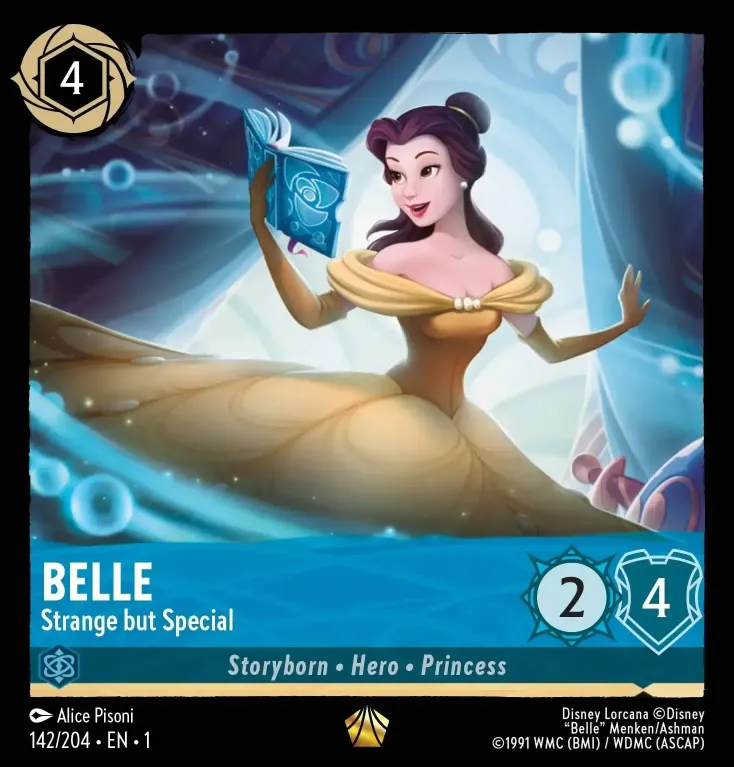 4
BELLE
Strange but Special
2
4
Storyborn • Hero • Princess
Alice Pisoni
142/204 • EN • 1
Disney Lorcana ©Disney
“Belle” Menken/Ashman
©1991 WMC (BMI) / WDMC (ASCAP)